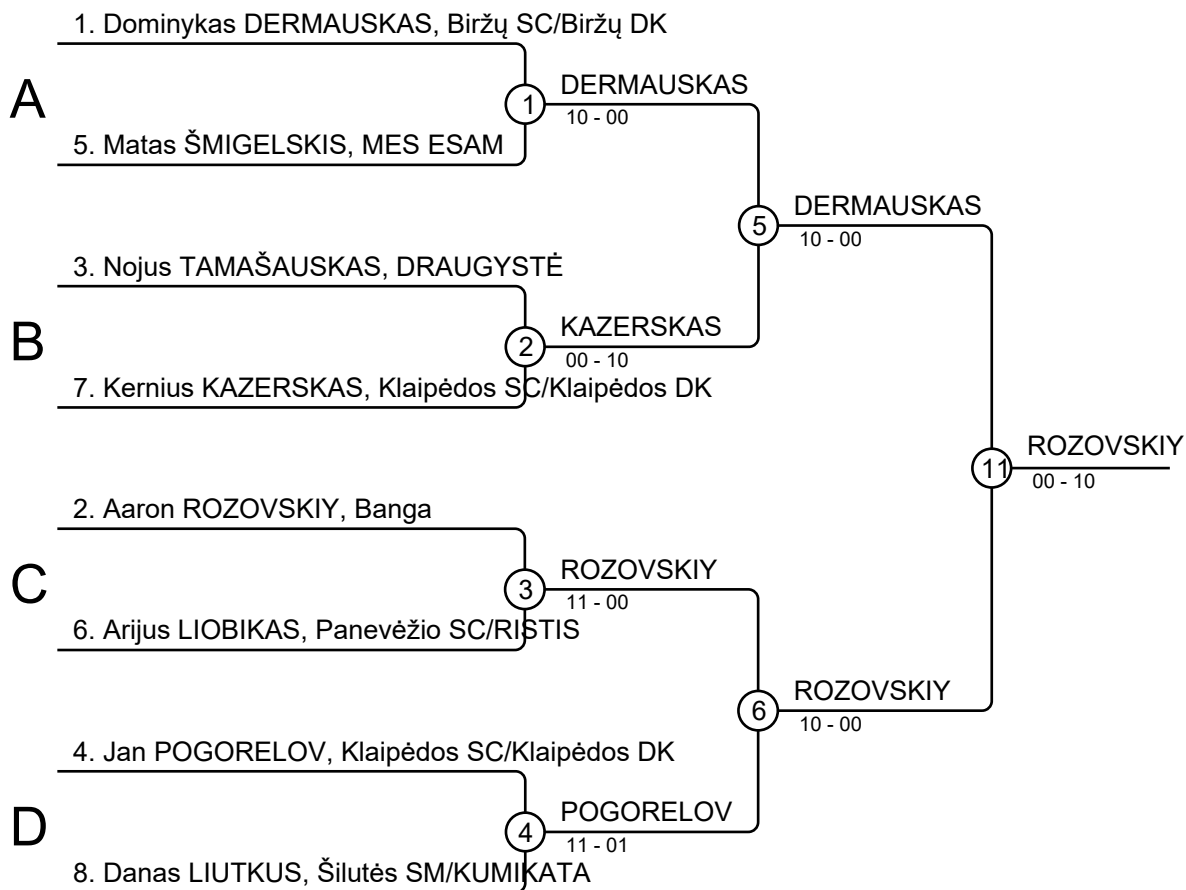 1. Dominykas DERMAUSKAS, Biržų SC/Biržų DK
A
1
DERMAUSKAS
10 - 00
5. Matas ŠMIGELSKIS, MES ESAM
5
DERMAUSKAS
10 - 00
3. Nojus TAMAŠAUSKAS, DRAUGYSTĖ
B
2
KAZERSKAS
00 - 10
7. Kernius KAZERSKAS, Klaipėdos SC/Klaipėdos DK
11
ROZOVSKIY
00 - 10
2. Aaron ROZOVSKIY, Banga
C
3
ROZOVSKIY
11 - 00
6. Arijus LIOBIKAS, Panevėžio SC/RISTIS
6
ROZOVSKIY
10 - 00
4. Jan POGORELOV, Klaipėdos SC/Klaipėdos DK
D
4
POGORELOV
11 - 01
8. Danas LIUTKUS, Šilutės SM/KUMIKATA